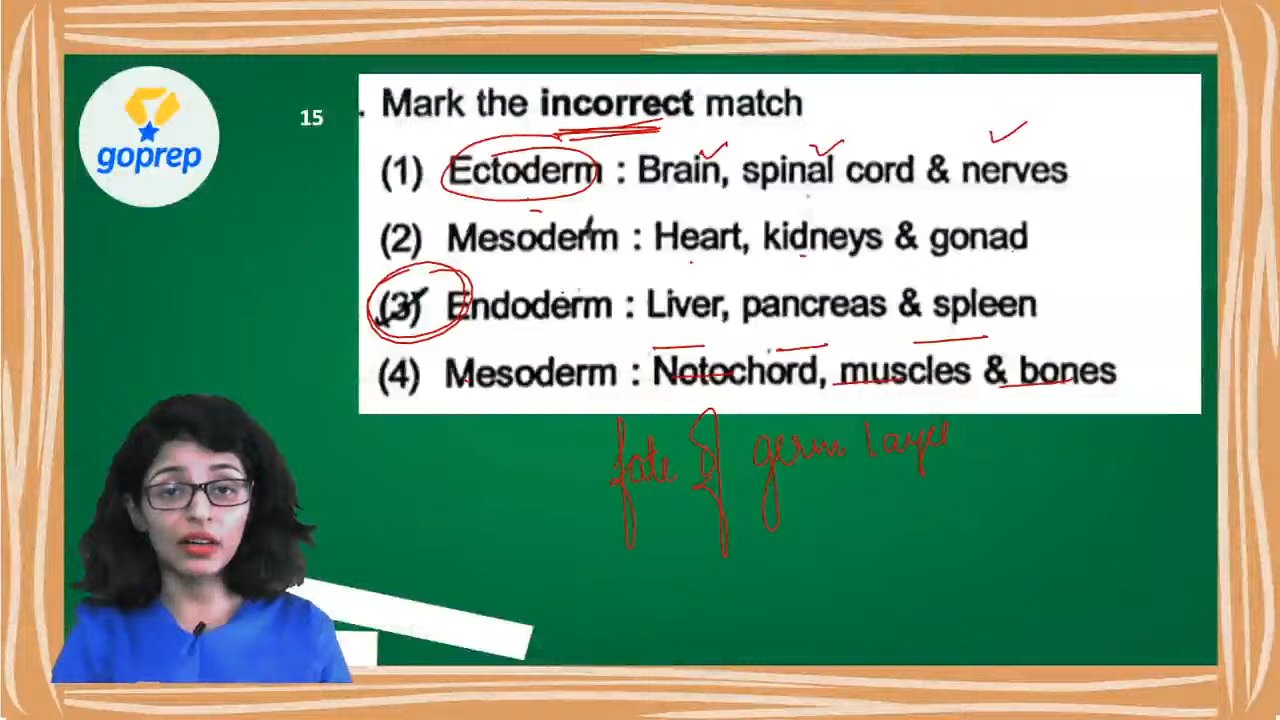 goprep
15 . Mark the incorrect match
(1) Ectoderm : Brain, spinal cord & nerves
(2) Mesoderm : Heart, kidneys & gonad
(3) Endoderm : Liver, pancreas & spleen
(4) Mesoderm : Notochord, muscles & bones
fate of germ laye